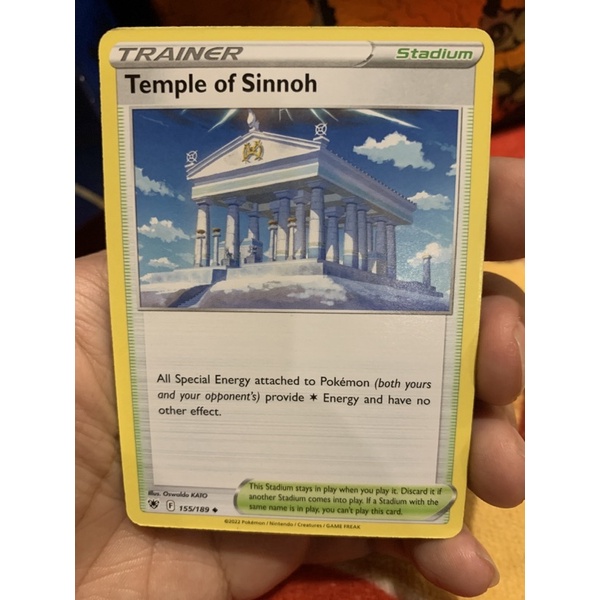 TRAINER Stadium
Temple of Sinnoh
All Special Energy attached to Pokémon (both yours
and your opponent's) provide Energy and have no
other effect.
This Stadium stays in play when you play it. Discard it if
another Stadium comes into play. If a Stadium with the
same name is in play, you can't play this card.
Illus. Oswaldo KATO
F 155/189
©2022 Pokémon / Nintendo / Creatures / GAME FREAK